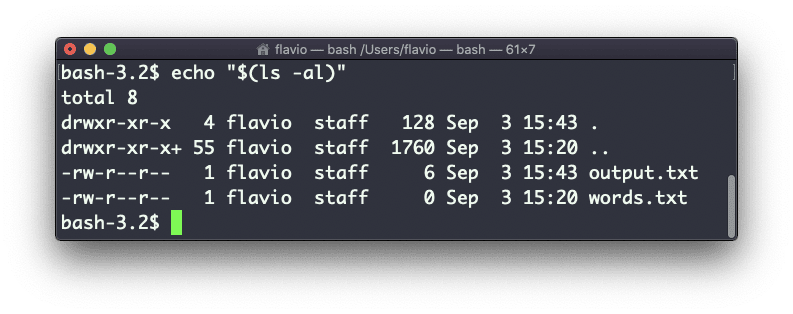 flavio — bash /Users/flavio — bash — 61×7
bash-3.2$ echo "$(ls -al)"
total 8
drwxr-xr-x   4 flavio  staff   128 Sep  3 15:43 .
drwxr-xr-x+ 55 flavio  staff  1760 Sep  3 15:20 ..
-rw-r--r--   1 flavio  staff     6 Sep  3 15:43 output.txt
-rw-r--r--   1 flavio  staff     0 Sep  3 15:20 words.txt
bash-3.2$